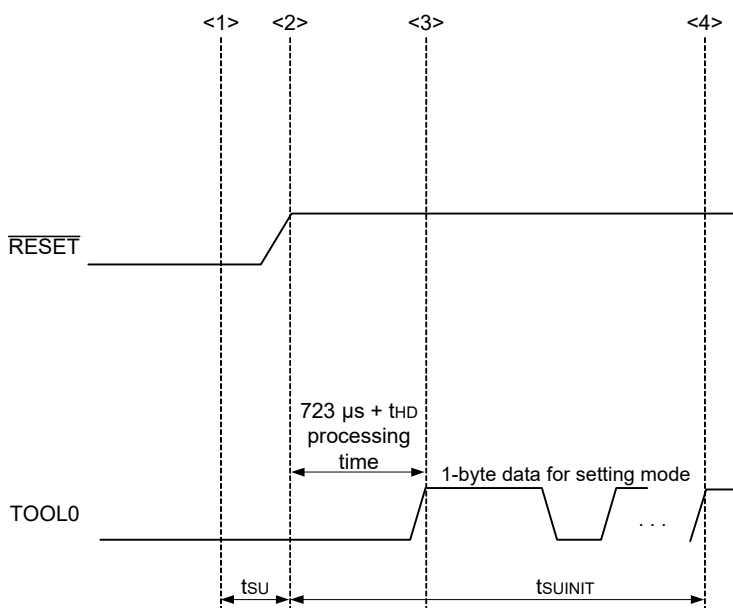 <1> <2> <3> <4>
RESET
723 µs + tHD
processing
time
1-byte data for setting mode
TOOL0
. . .
tSU tSUINIT